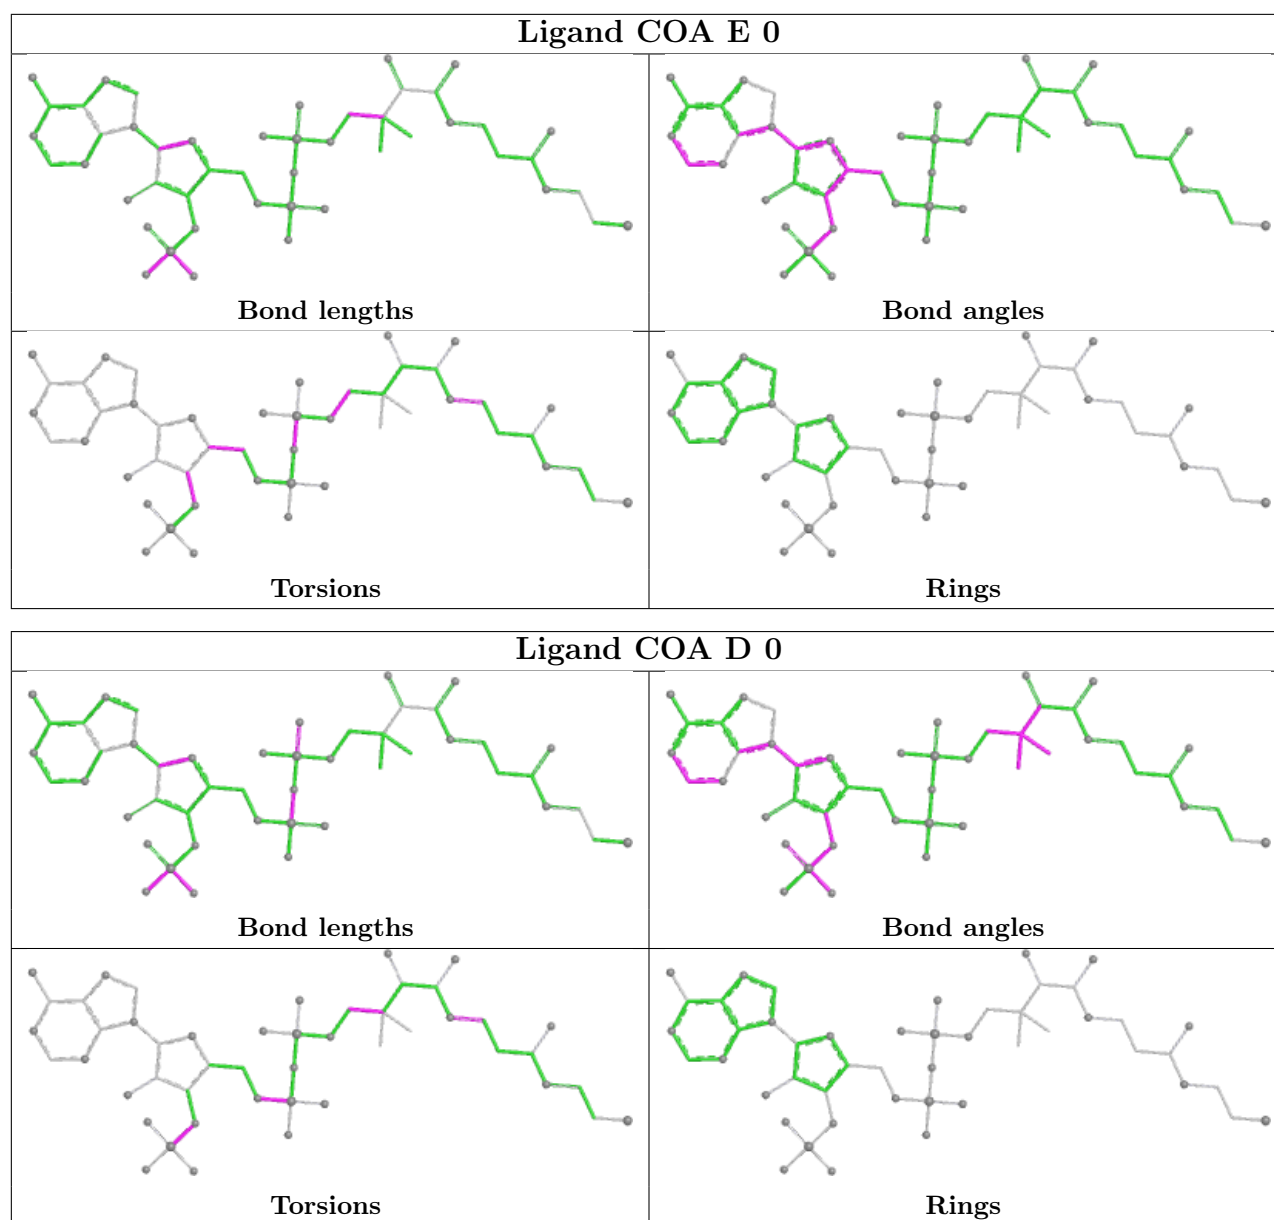 Ligand COA E 0
Bond lengths
Bond angles
Torsions
Rings
Ligand COA D 0
Bond lengths
Bond angles
Torsions
Rings